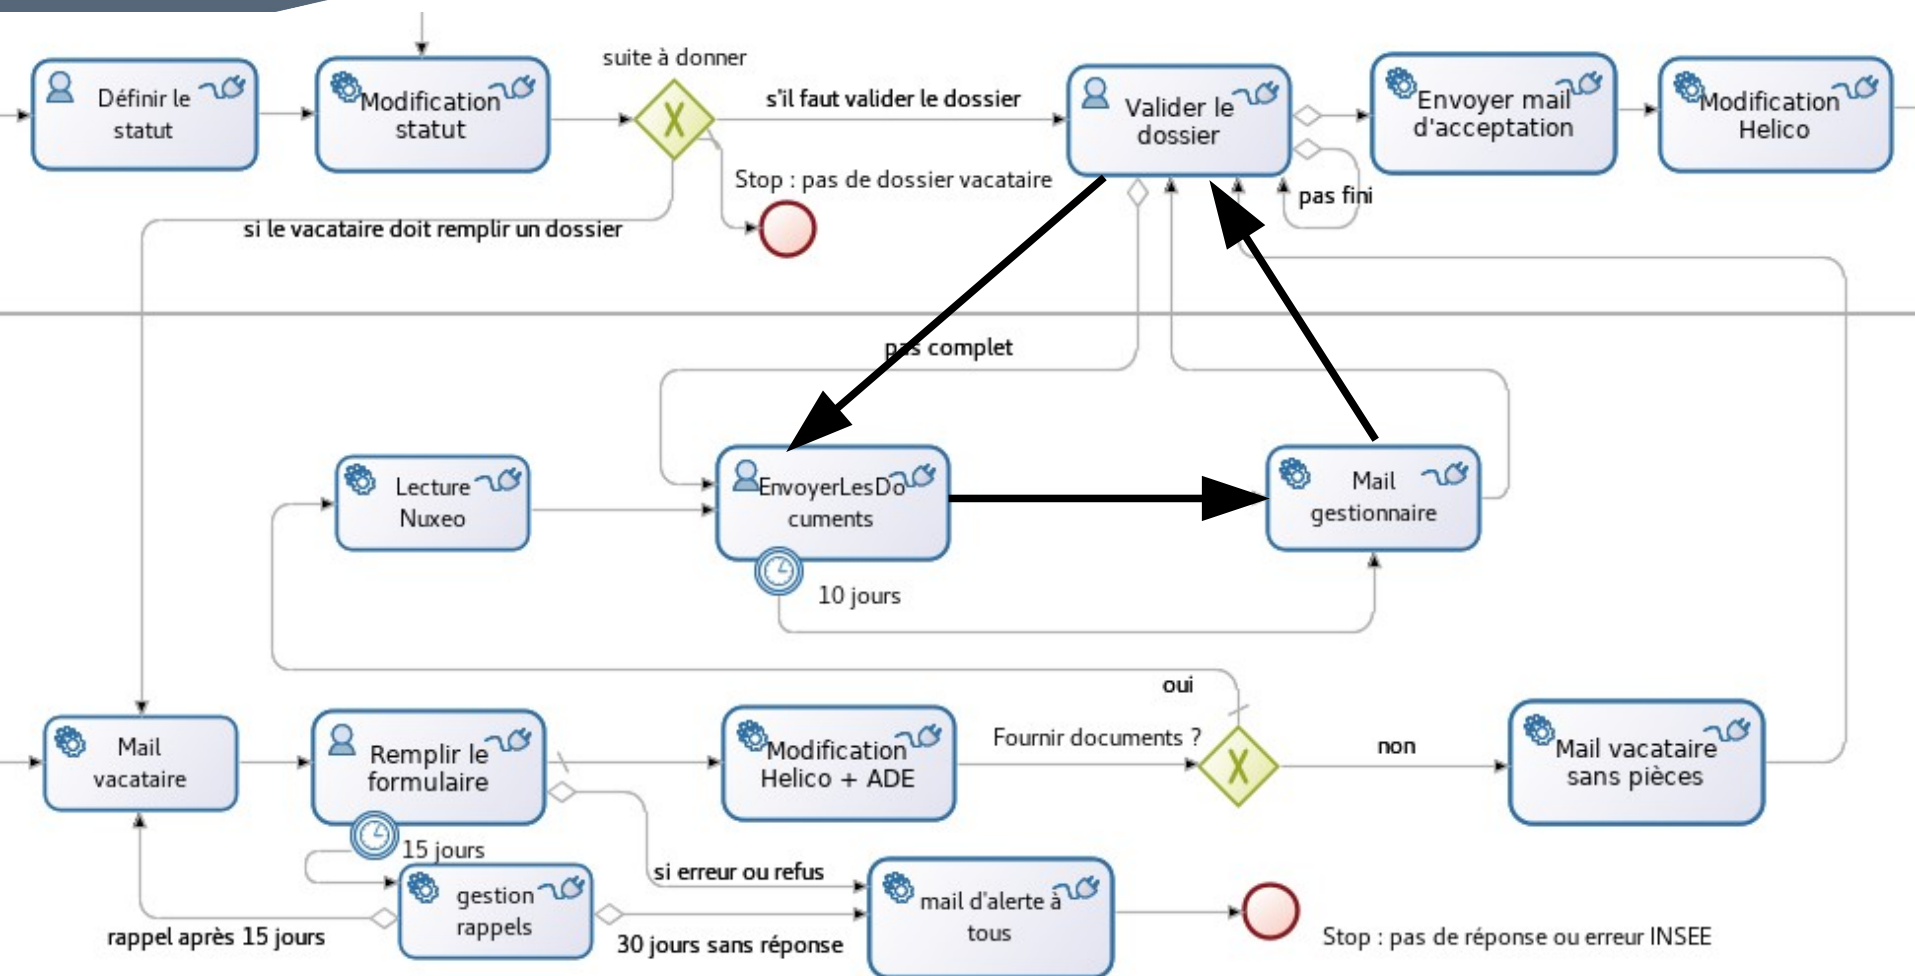 suite à donner
Définir le
statut
Modification
statut
s'il faut valider le dossier
Valider le
dossier
Envoyer mail
d'acceptation
Modification
Helico
Stop : pas de dossier vacataire
pas fini
si le vacataire doit remplir un dossier
pas complet
Lecture
Nuxeo
EnvoyerLesDo
cuments
Mail
gestionnaire
10 jours
oui
Fournir documents ?
non
Mail
vacataire
Remplir le
formulaire
Modification
Helico + ADE
Mail vacataire
sans pièces
15 jours
si erreur ou refus
gestion
rappels
mail d'alerte à
tous
rappel après 15 jours
30 jours sans réponse
Stop : pas de réponse ou erreur INSEE